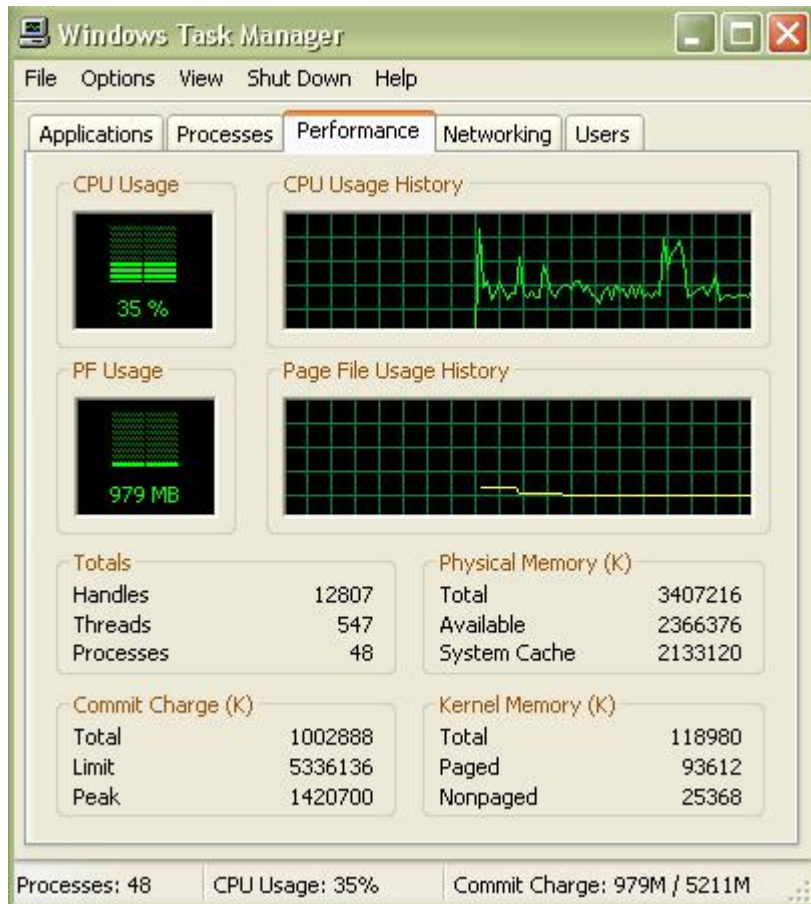 Windows Task Manager
File Options View Shut Down Help
Applications Processes Performance Networking Users
CPU Usage CPU Usage History
35 %
PF Usage Page File Usage History
979 MB
Totals
Handles 12807
Threads 547
Processes 48
Physical Memory (K)
Total 3407216
Available 2366376
System Cache 2133120
Commit Charge (K)
Total 1002888
Limit 5336136
Peak 1420700
Kernel Memory (K)
Total 118980
Paged 93612
Nonpaged 25368
Processes: 48 CPU Usage: 35% Commit Charge: 979M / 5211M